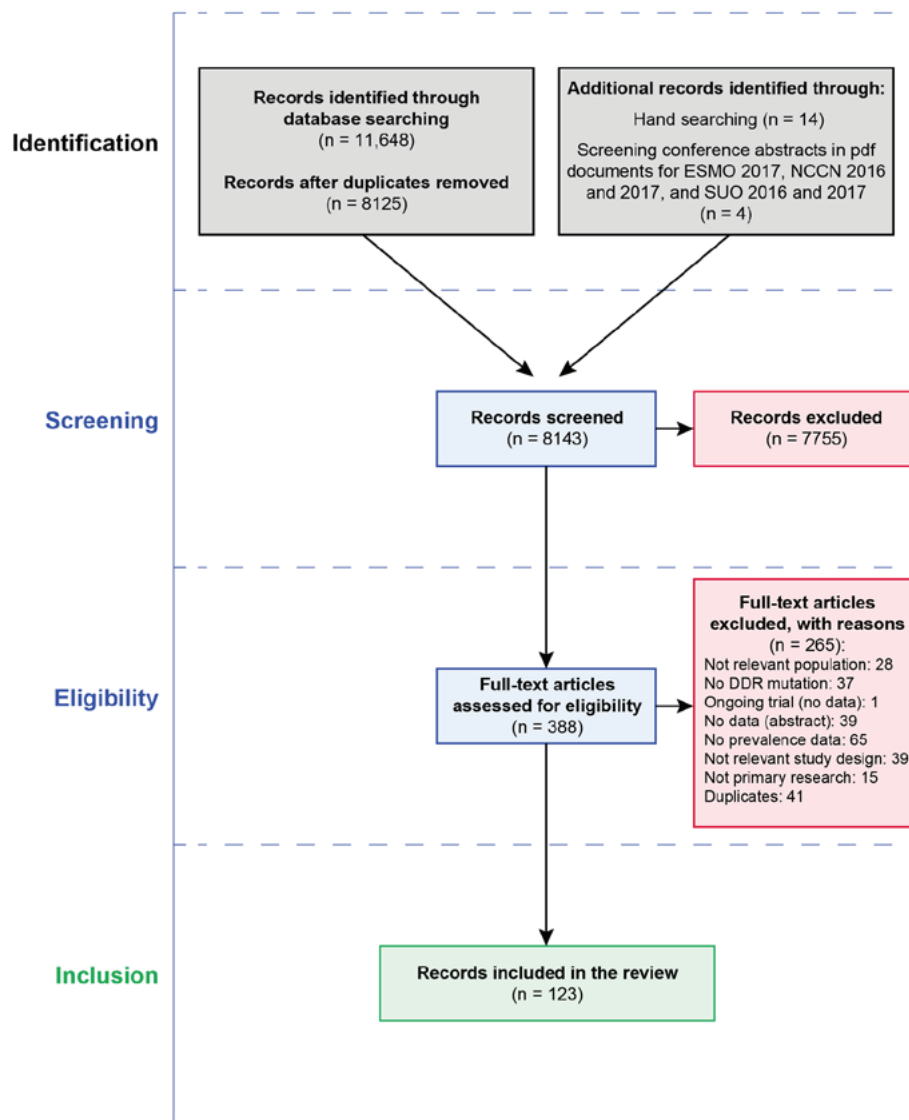 Identification
Records identified through
database searching
(n = 11,648)
Records after duplicates removed
(n = 8125)
Additional records identified through:
Hand searching (n = 14)
Screening conference abstracts in pdf
documents for ESMO 2017, NCCN 2016
and 2017, and SUO 2016 and 2017
(n = 4)
Screening
Records screened
(n = 8143)
Records excluded
(n = 7755)
Eligibility
Full-text articles
assessed for eligibility
(n = 388)
Full-text articles
excluded, with reasons
(n = 265):
Not relevant population: 28
No DDR mutation: 37
Ongoing trial (no data): 1
No data (abstract): 39
No prevalence data: 65
Not relevant study design: 39
Not primary research: 15
Duplicates: 41
Inclusion
Records included in the review
(n = 123)